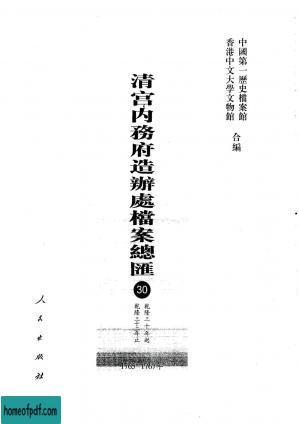 中國第一歷史檔案館
香港中文大學文物館
合編
清宮内務府造辦處檔案總匯
30
乾隆三十年起
乾隆三十二年止
1765-1767年
人民出版社
homeofpdf.com